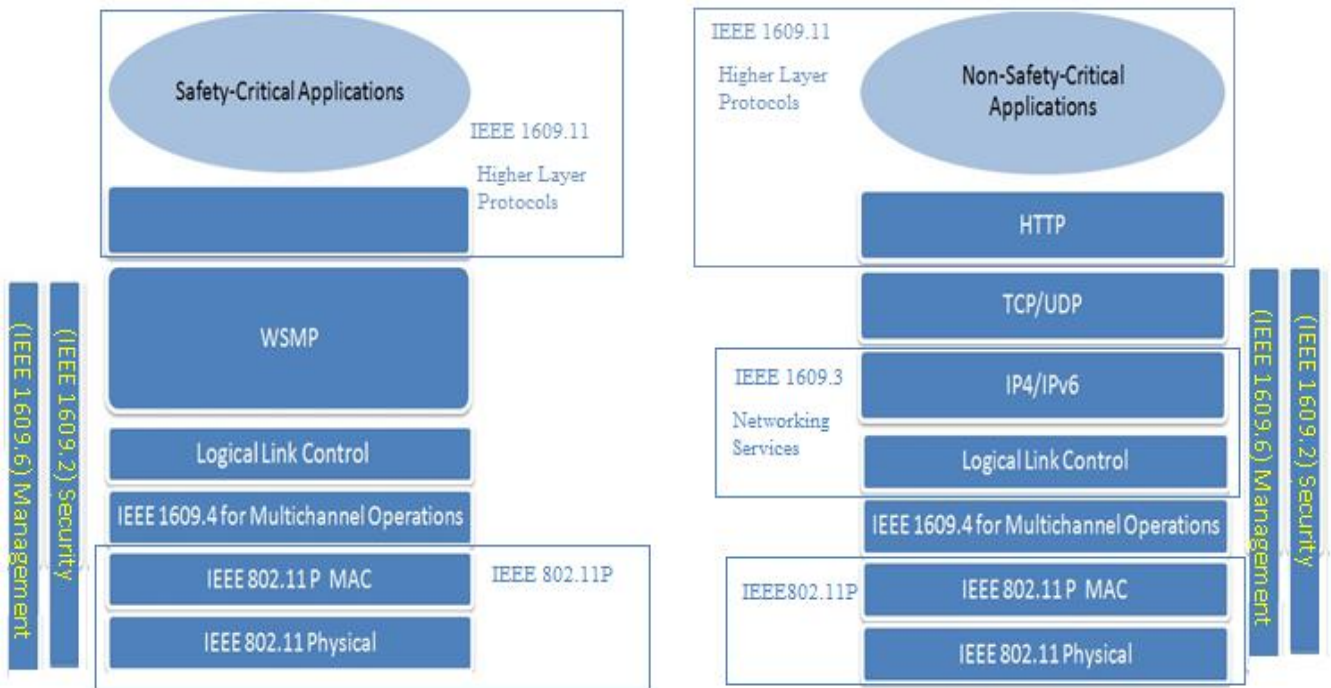 Safety-Critical Applications
IEEE 1609.11
Higher Layer
Protocols
WSMP
Logical Link Control
IEEE 1609.4 for Multichannel Operations
IEEE 802.11 P MAC
IEEE 802.11 Physical
IEEE 802.11P
(IEEE 1609.6) Management
(IEEE 1609.2) Security
IEEE 1609.11
Higher Layer
Protocols
Non-Safety-Critical
Applications
HTTP
TCP/UDP
IEEE 1609.3
Networking
Services
IP4/IPv6
Logical Link Control
IEEE 1609.4 for Multichannel Operations
IEEE802.11P
IEEE 802.11 P MAC
IEEE 802.11 Physical
(IEEE 1609.6) Management
(IEEE 1609.2) Security